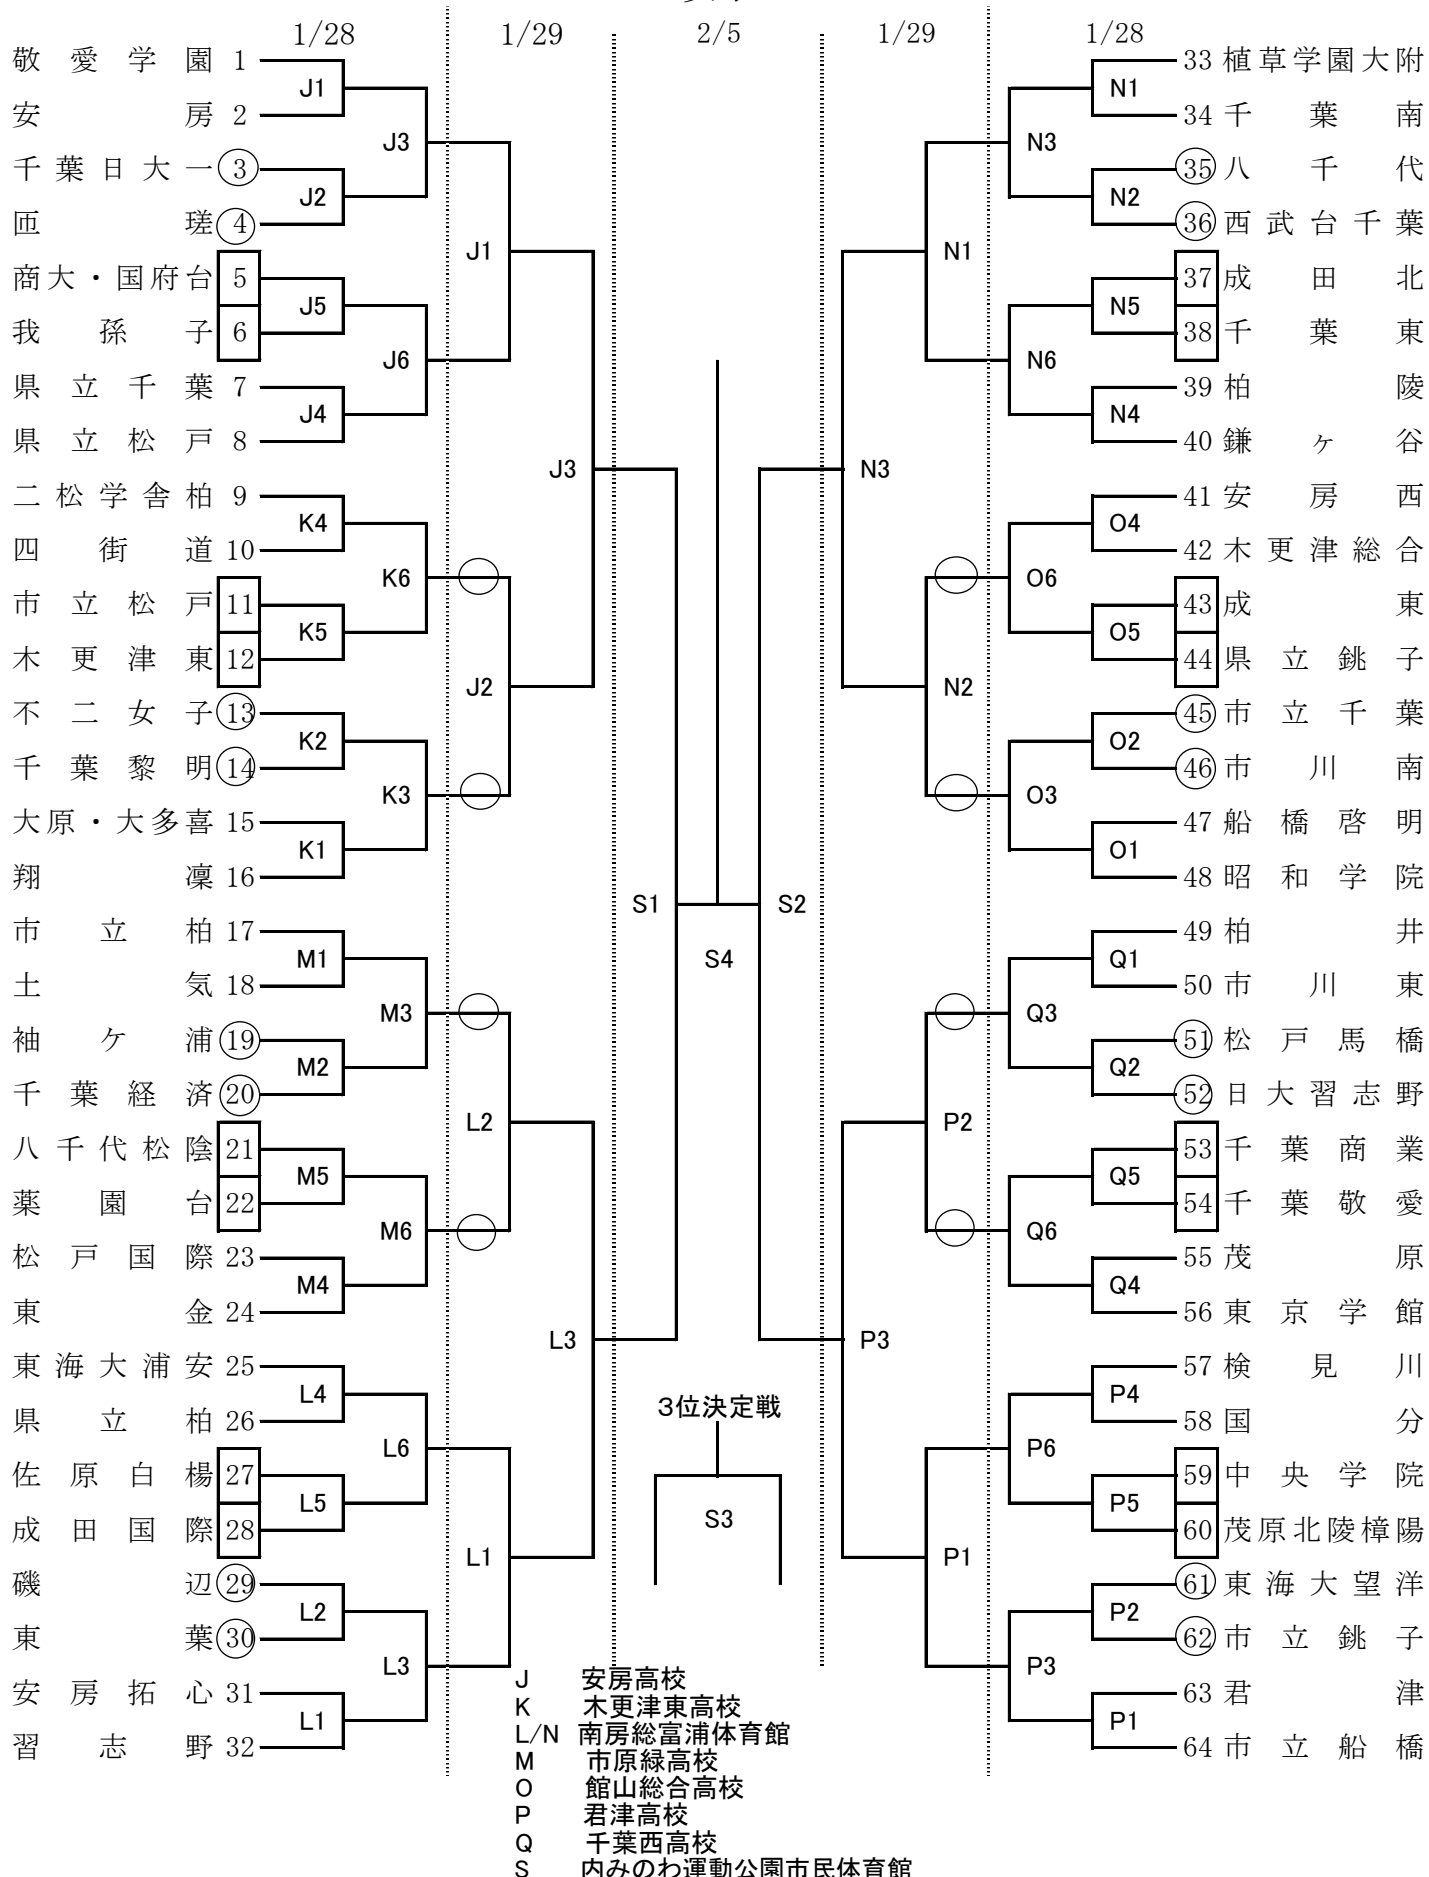 1/28 1/29 2/5 1/29 1/28
敬愛学園 1 33 植草学園大附
J1 N1
安房 2 34 千葉南
J3 N3
千葉日大一 3 35 八千代
J2 N2
匝瑳 4 36 西武台千葉
J1 N1
商大・国府台 5 37 成田北
J5 N5
我孫子 6 38 千葉東
J6 N6
県立千葉 7 39 柏陵
J4 N4
県立松戸 8 40 鎌ヶ谷
J3 N3
二松学舎柏 9 41 安房西
K4 O4
四街道 10 42 木更津総合
K6 O6
市立松戸 11 43 成東
K5 O5
木更津東 12 44 県立銚子
J2 N2
不二女子 13 45 市立千葉
K2 O2
千葉黎明 14 46 市川南
K3 O3
大原・大多喜 15 47 船橋啓明
K1 O1
翔凜 16 48 昭和学院
S1 S2
市立柏 17 49 柏井
M1 S4 Q1
土気 18 50 市川東
M3 Q3
袖ケ浦 19 51 松戸馬橋
M2 Q2
千葉経済 20 52 日大習志野
L2 P2
八千代松陰 21 53 千葉商業
M5 Q5
薬園台 22 54 千葉敬愛
M6 Q6
松戸国際 23 55 茂原
M4 Q4
東金 24 56 東京学館
L3 P3
東海大浦安 25 57 検見川
L4 3位決定戦 P4
県立柏 26 58 国分
L6 P6
佐原白楊 27 59 中央学院
L5 S3 P5
成田国際 28 60 茂原北陵樟陽
L1 P1
磯辺 29 61 東海大望洋
L2 P2
東葉 30 62 市立銚子
L3 P3
安房拓心 31 63 君津
L1 P1
習志野 32 64 市立船橋
J 安房高校
K 木更津東高校
L/N 南房総富浦体育館
M 市原緑高校
O 館山総合高校
P 君津高校
Q 千葉西高校
S 内みのわ運動公園市民体育館